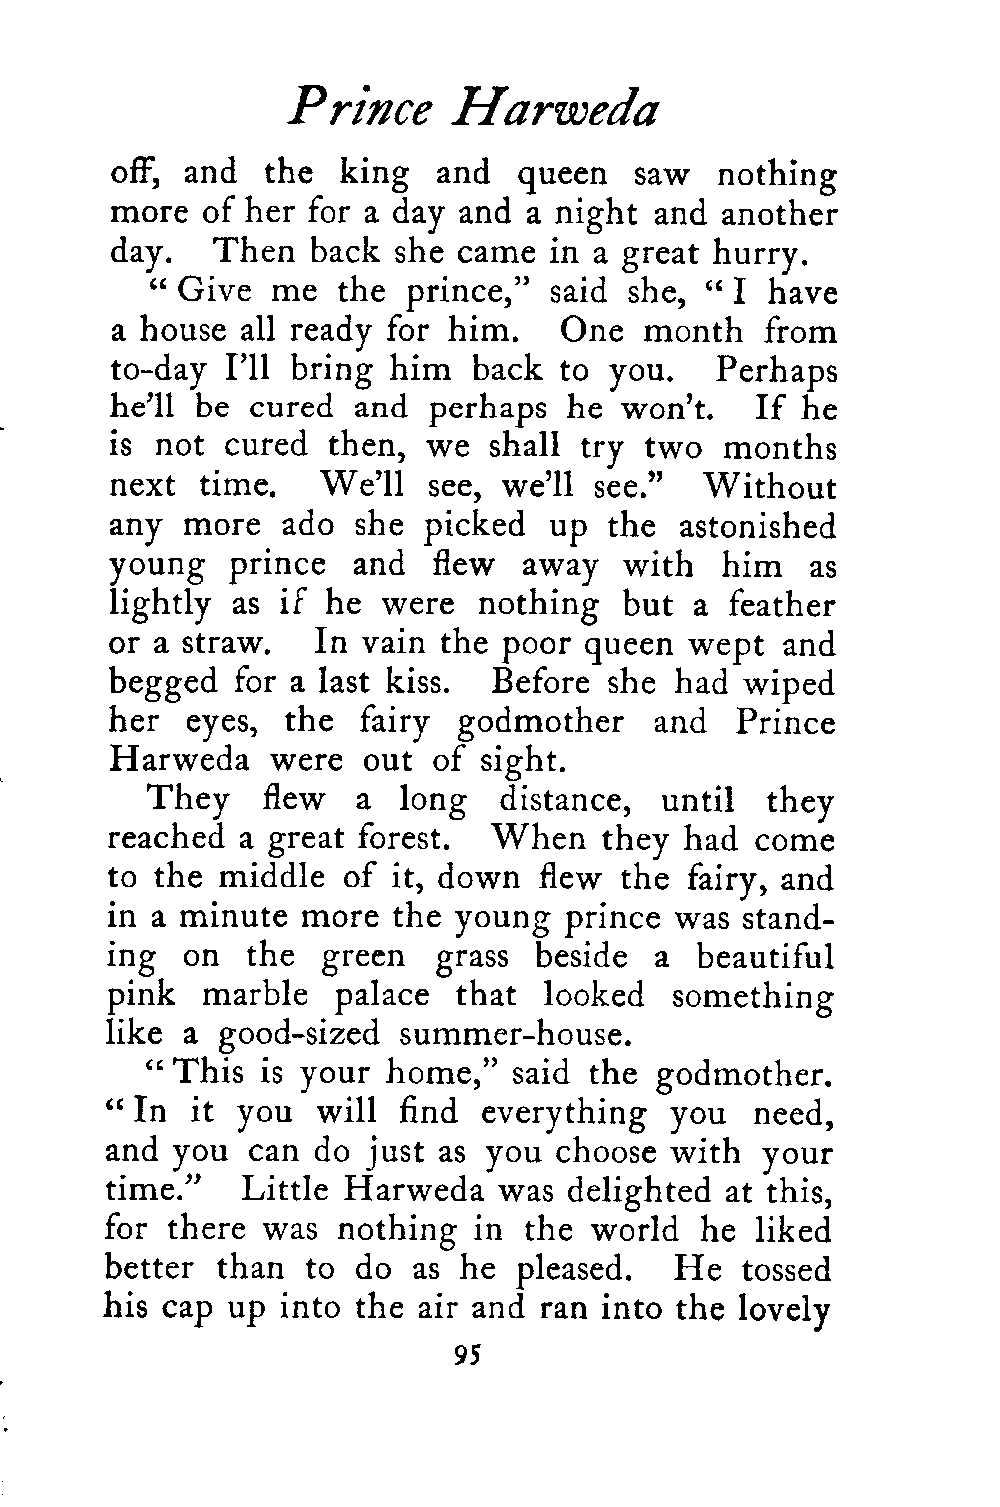 Prince Harweda
off, and the king and queen saw nothing
more of her for a day and a night and another
day. Then back she came in a great hurry.
"Give me the prince," said she, "I have
a house all ready for him. One month from
to-day I'll bring him back to you. Perhaps
he'll be cured and perhaps he won't. If he
is not cured then, we shall try two months
next time. We'll see, we'll see." Without
any more ado she picked up the astonished
young prince and flew away with him as
lightly as if he were nothing but a feather
or a straw. In vain the poor queen wept and
begged for a last kiss. Before she had wiped
her eyes, the fairy godmother and Prince
Harweda were out of sight.
They flew a long distance, until they
reached a great forest. When they had come
to the middle of it, down flew the fairy, and
in a minute more the young prince was stand-
ing on the green grass beside a beautiful
pink marble palace that looked something
like a good-sized summer-house.
"This is your home," said the godmother.
"In it you will find everything you need,
and you can do just as you choose with your
time." Little Harweda was delighted at this,
for there was nothing in the world he liked
better than to do as he pleased. He tossed
his cap up into the air and ran into the lovely
95